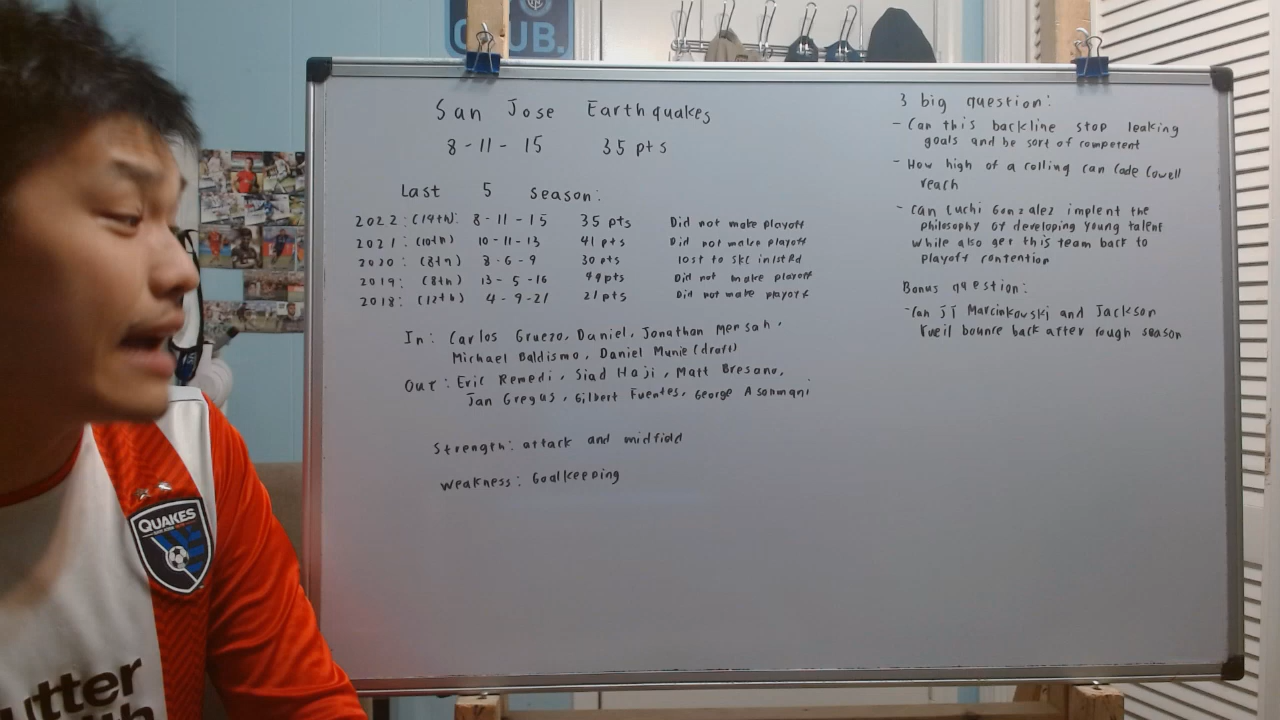 CLUB.
San Jose Earthquakes
8-11-15 35 pts
Last 5 season:
2022: (14th): 8-11-15 35 pts Did not make playoff
2021: (10th) 10-11-13 41 pts Did not make playoff
2020: (8th) 8-6-9 30 pts lost to SKC in 1st Rd
2019: (8th) 13-5-16 44 pts Did not make playoff
2018: (12th) 4-9-21 21 pts Did not make playoff
In: Carlos Gruezo, Daniel, Jonathan Mensah,
Michael Baldismo, Daniel Munie (draft)
Out: Eric Remedi, Siad Haji, Matt Bresano,
Jan Gregus, Gilbert Fuentes, George Asomani
Strength: attack and midfield
Weakness: Goalkeeping
3 big question:
- Can this backline stop leaking
goals and be sort of competent
- How high of a rolling can Cade Cowell
reach
- Can Luchi Gonzalez implent the
philosophy of developing young talent
while also get this team back to
playoff contention
Bonus question:
- Can JT Marcinkowski and Jackson
Yueil bounce back after rough season
QUAKES
utter
lth